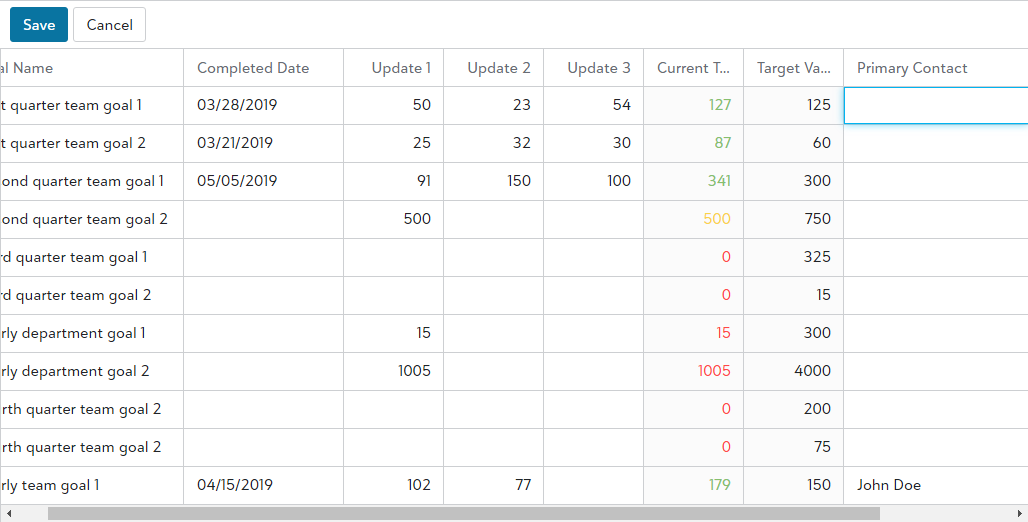 Save Cancel
al Name Completed Date Update 1 Update 2 Update 3 Current T... Target Va... Primary Contact
t quarter team goal 1 03/28/2019 50 23 54 127 125
t quarter team goal 2 03/21/2019 25 32 30 87 60
ond quarter team goal 1 05/05/2019 91 150 100 341 300
ond quarter team goal 2 500 500 750
rd quarter team goal 1 0 325
rd quarter team goal 2 0 15
rly department goal 1 15 15 300
rly department goal 2 1005 1005 4000
rth quarter team goal 2 0 200
rth quarter team goal 2 0 75
rly team goal 1 04/15/2019 102 77 179 150 John Doe